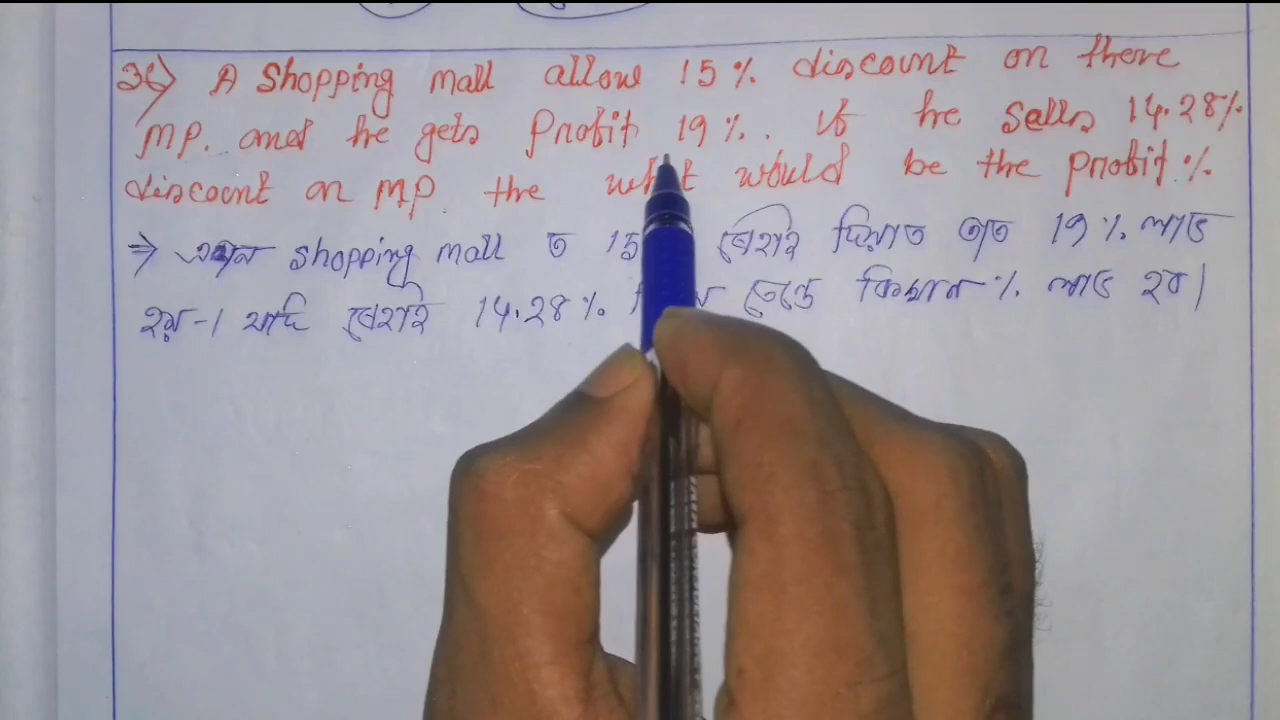 A Shopping mall allow 15% discount on there
MP. and he gets Profit 19%. If he Sells 14.28%
discount on MP the what would be the Profit %
⇒ shopping mall ত 15 ৰেহাই দিয়াত তাত 19% লাভ
হয়-। যদি ৰেহাই 14.28% তেন্তে কিমান % লাভ হব।